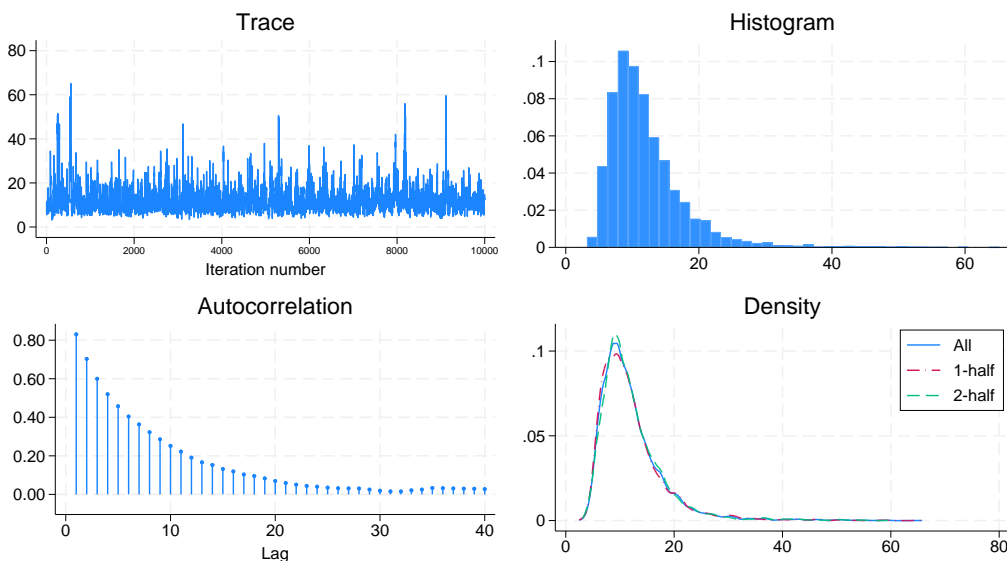 Trace
80
60
40
20
0
0 2000 4000 6000 8000 10000
Iteration number
Histogram
.1
.08
.06
.04
.02
0
0 20 40 60
Autocorrelation
0.80
0.60
0.40
0.20
0.00
0 10 20 30 40
Lag
Density
.1
.05
0
0 20 40 60 80
All
1-half
2-half